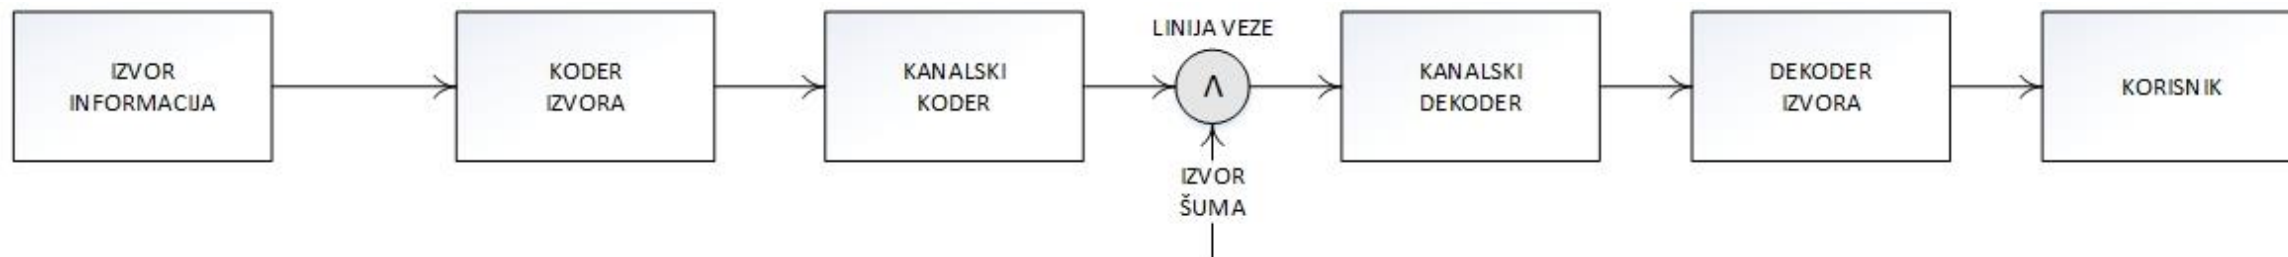 IZVOR
INFORMACIJA
KODER
IZVORA
KANALSKI
KODER
LINIJA VEZE
Λ
IZVOR
ŠUMA
KANALSKI
DEKODER
DEKODER
IZVORA
KORISNIK